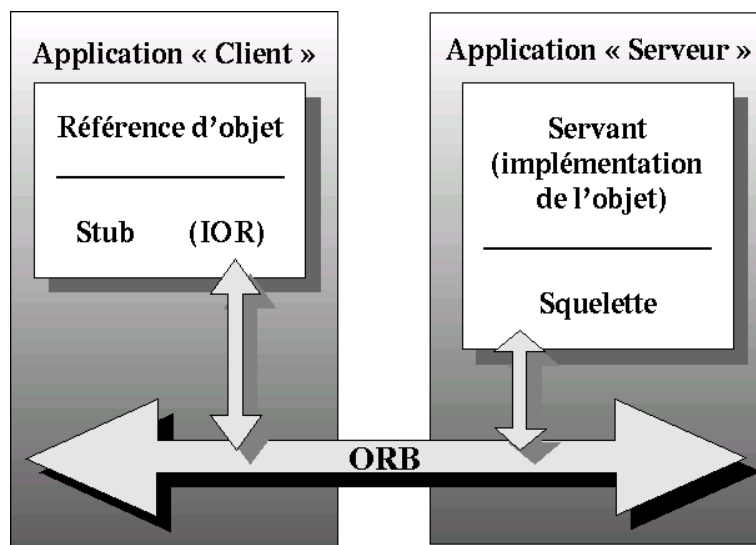 Application « Client »
Référence d'objet
Stub (IOR)
Application « Serveur »
Servant
(implémentation
de l'objet)
Squelette
ORB